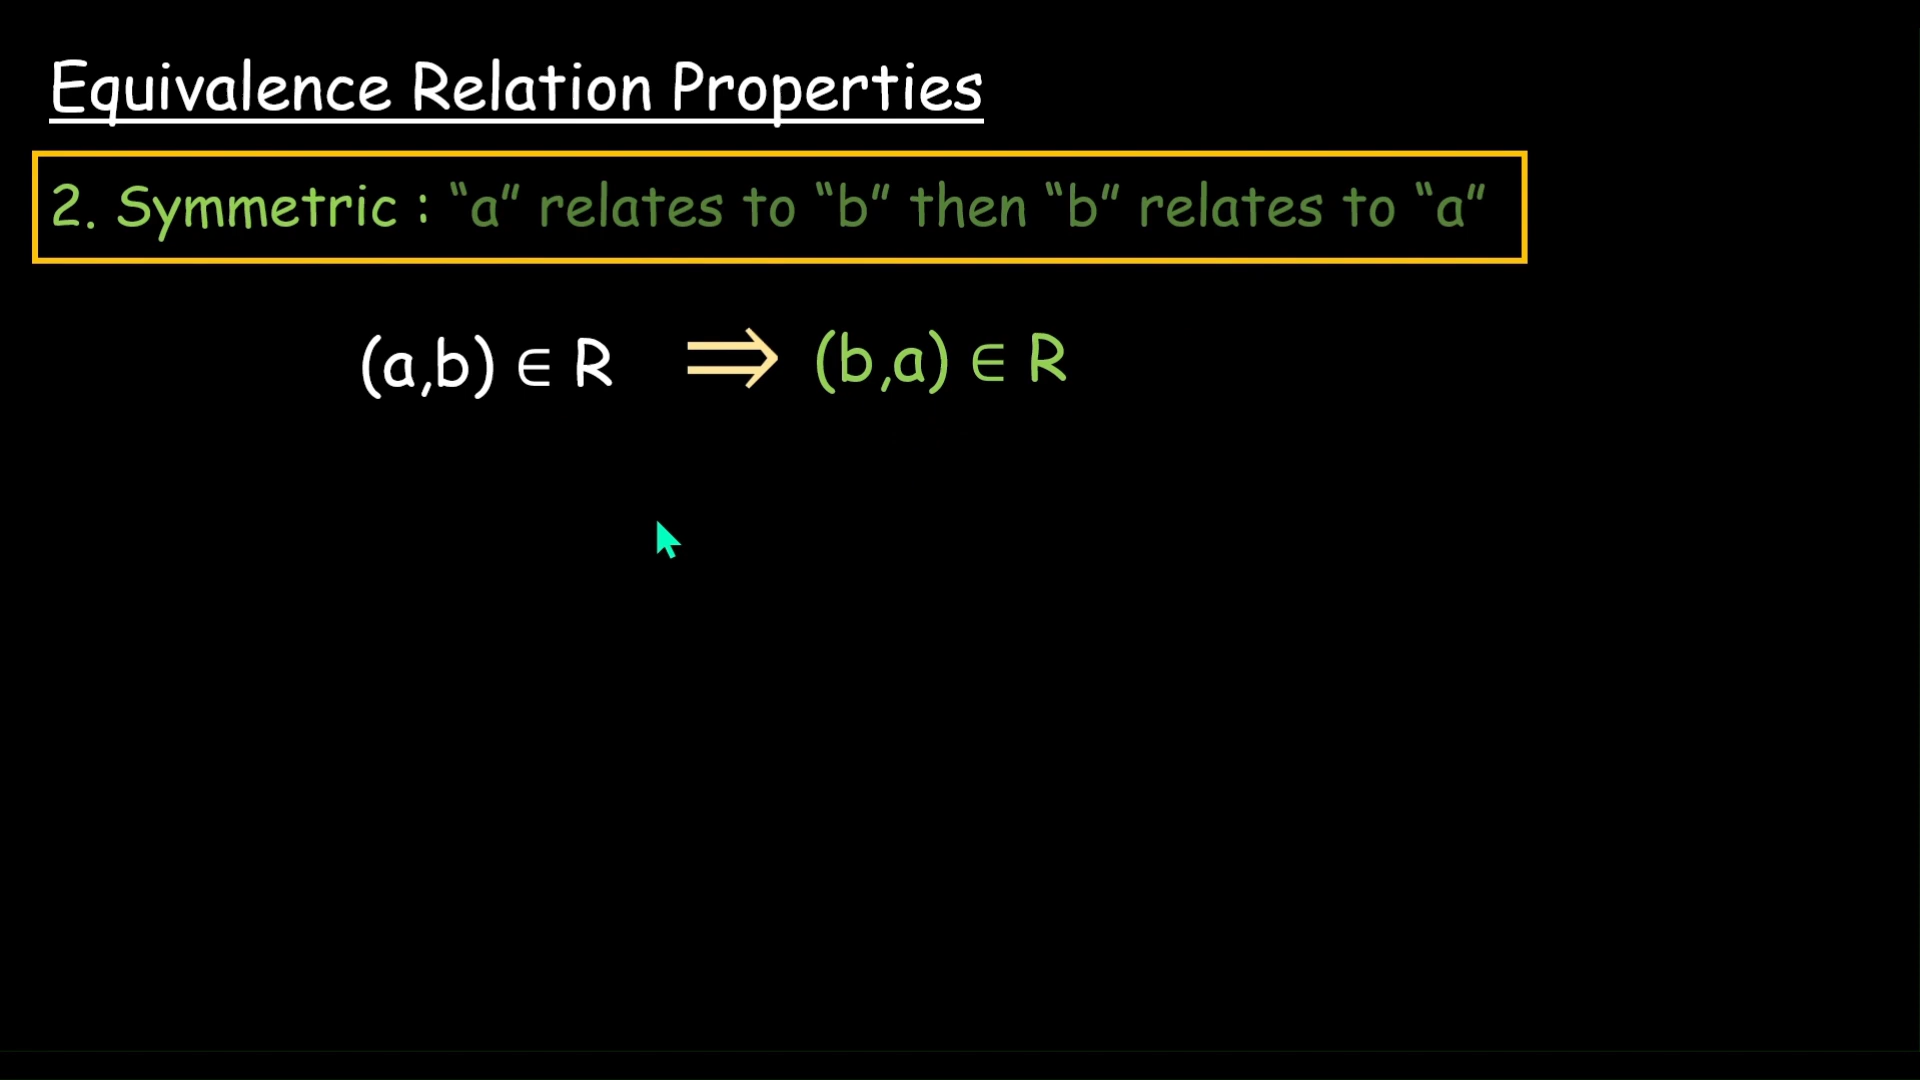 Equivalence Relation Properties
2. Symmetric : “a” relates to “b” then “b” relates to “a”
(a,b) ∈ R ⇒ (b,a) ∈ R